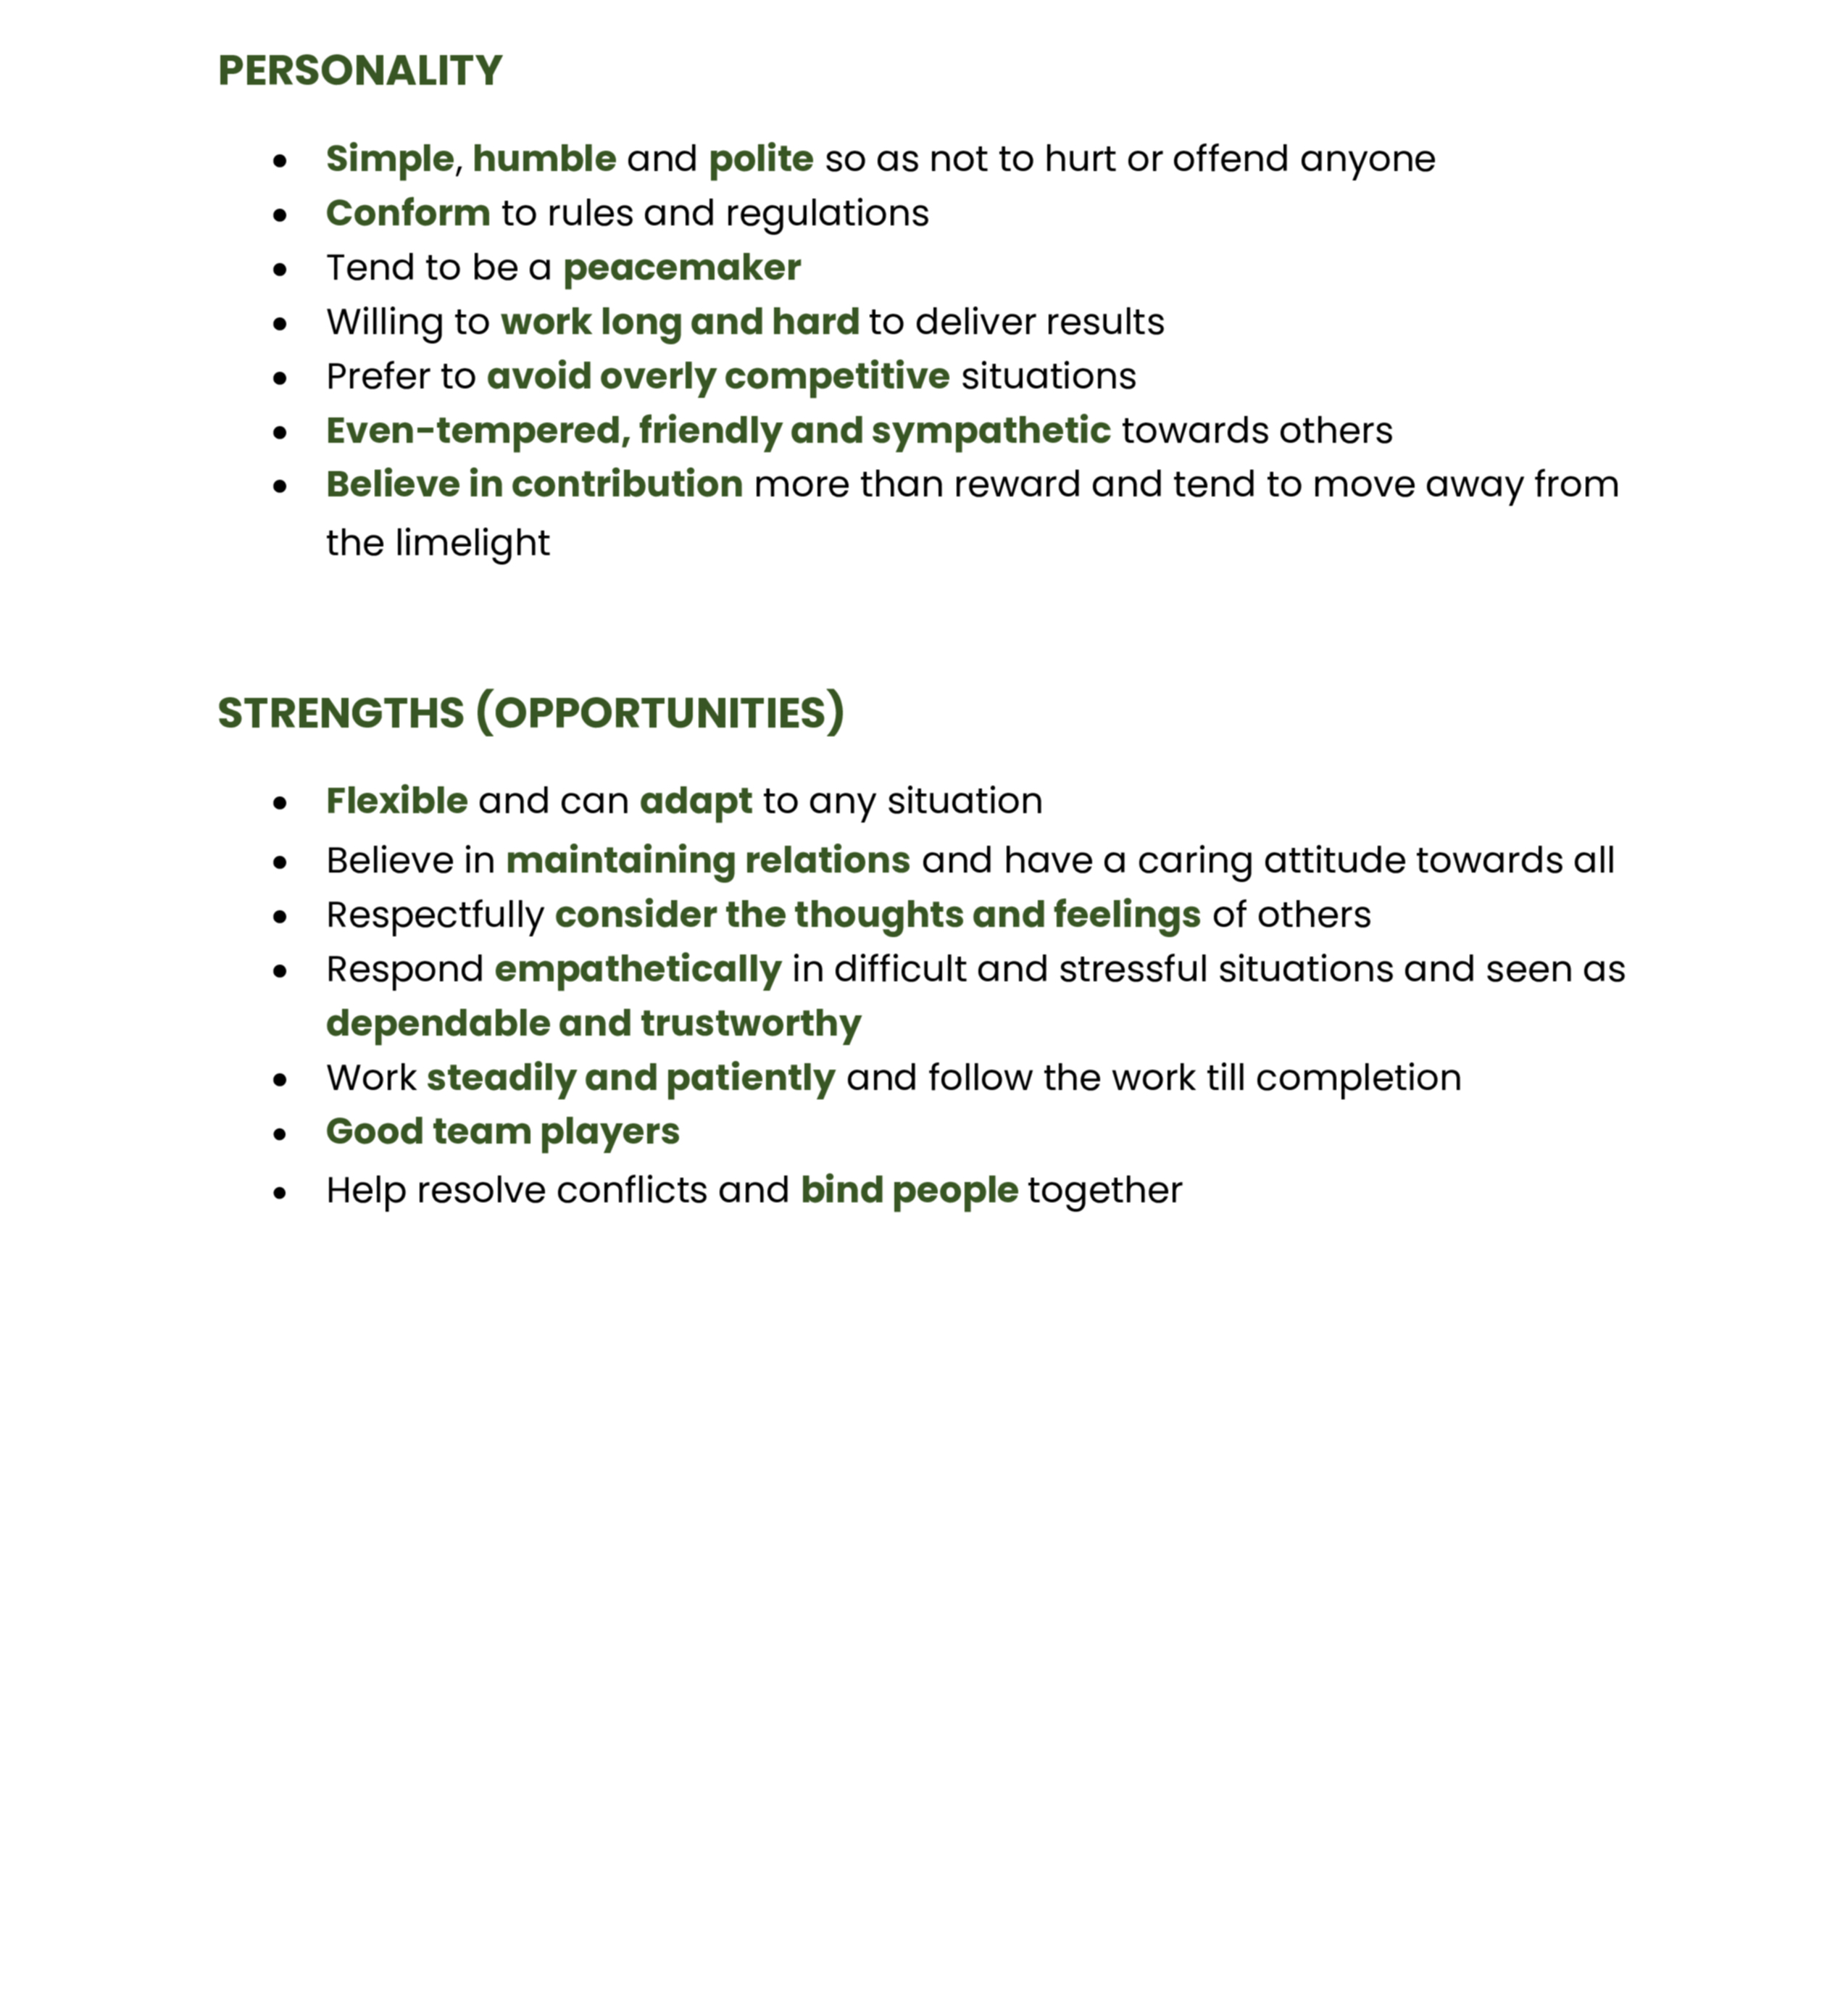 PERSONALITY
• Simple, humble and polite so as not to hurt or offend anyone
• Conform to rules and regulations
• Tend to be a peacemaker
• Willing to work long and hard to deliver results
• Prefer to avoid overly competitive situations
• Even-tempered, friendly and sympathetic towards others
• Believe in contribution more than reward and tend to move away from
the limelight
STRENGTHS (OPPORTUNITIES)
• Flexible and can adapt to any situation
• Believe in maintaining relations and have a caring attitude towards all
• Respectfully consider the thoughts and feelings of others
• Respond empathetically in difficult and stressful situations and seen as
dependable and trustworthy
• Work steadily and patiently and follow the work till completion
• Good team players
• Help resolve conflicts and bind people together